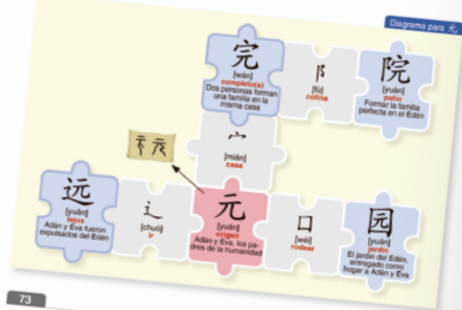 Diagrama para 元
完
[wán]
completo(a)
Dos personas forman
una familia en la
misma casa
阝
[fù]
colina
院
[yuàn]
patio
Formar la familia
perfecta en el Edén
宀
[mián]
casa
远
[yuǎn]
lejos
Adán y Eva fueron
expulsados del Edén
辶
[chuò]
ir
元
[yuán]
origen
Adán y Eva, los pa-
dres de la humanidad
囗
[wéi]
rodear
园
[yuán]
jardín
El jardín del Edén,
entregado como
hogar a Adán y Eva
73